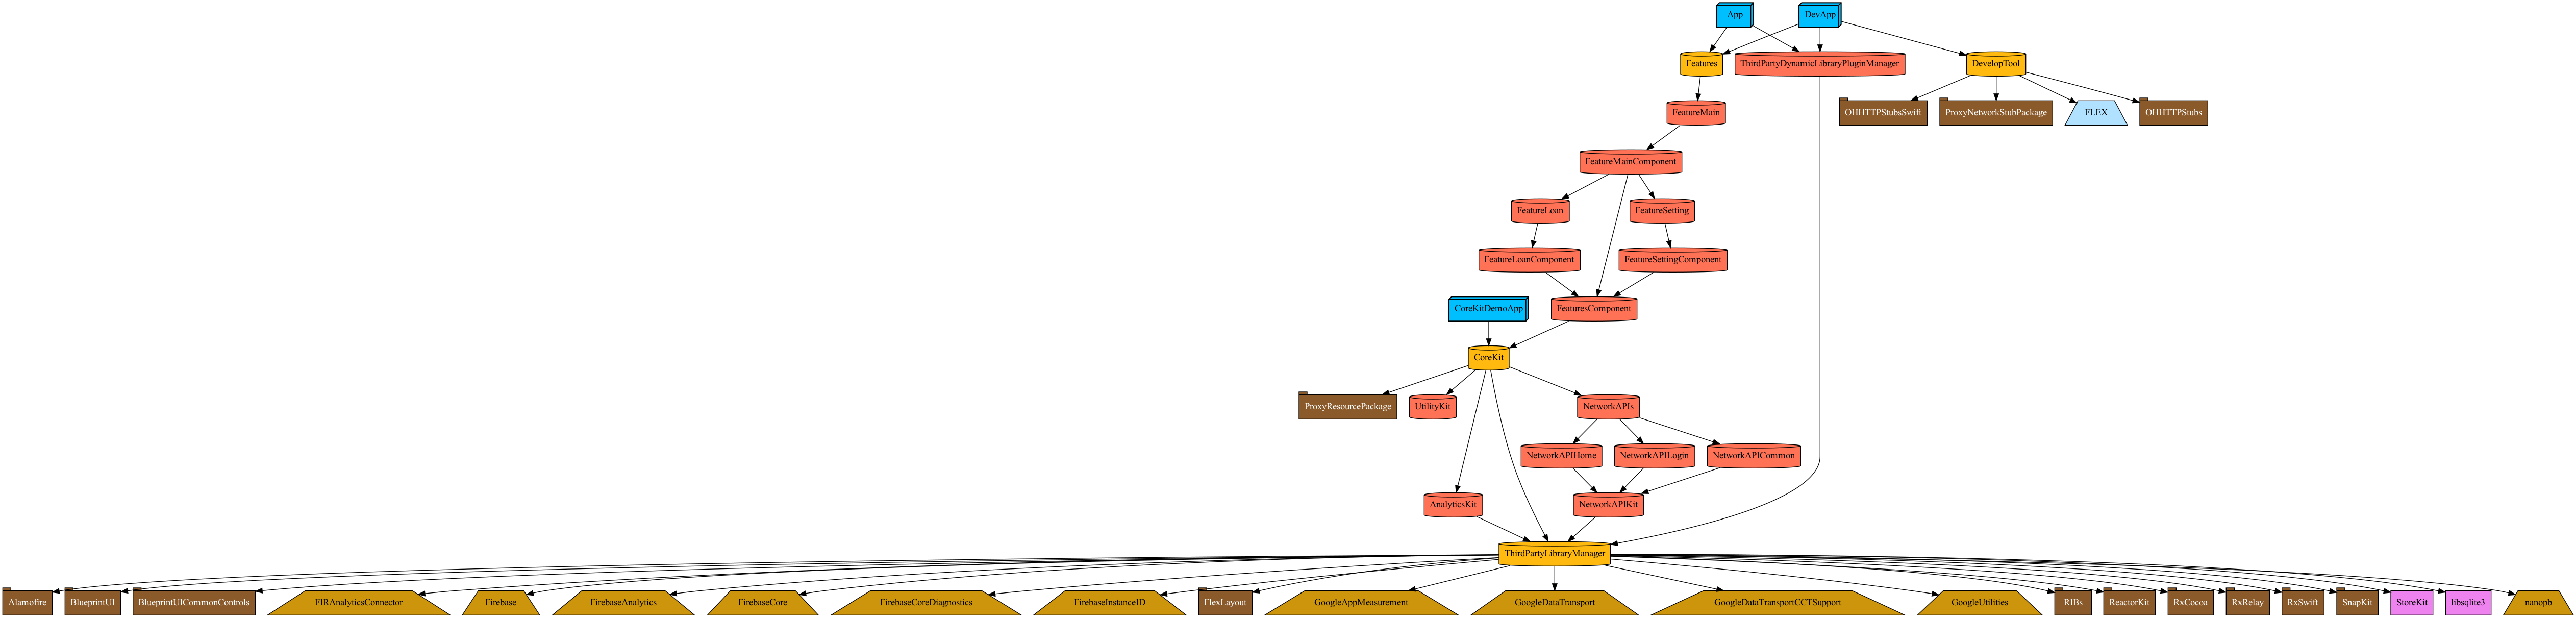 App
DevApp
Features
ThirdPartyDynamicLibraryPluginManager
DevelopTool
FeatureMain
OHHTTPStubsSwift
ProxyNetworkStubPackage
FLEX
OHHTTPStubs
FeatureMainComponent
FeatureLoan
FeatureSetting
FeatureLoanComponent
FeatureSettingComponent
CoreKitDemoApp
FeaturesComponent
CoreKit
ProxyResourcePackage
UtilityKit
NetworkAPIs
NetworkAPIHome
NetworkAPILogin
NetworkAPICommon
AnalyticsKit
NetworkAPIKit
ThirdPartyLibraryManager
Alamofire
BlueprintUI
BlueprintUICommonControls
FIRAnalyticsConnector
Firebase
FirebaseAnalytics
FirebaseCore
FirebaseCoreDiagnostics
FirebaseInstanceID
FlexLayout
GoogleAppMeasurement
GoogleDataTransport
GoogleDataTransportCCTSupport
GoogleUtilities
RIBs
ReactorKit
RxCocoa
RxRelay
RxSwift
SnapKit
StoreKit
libsqlite3
nanopb